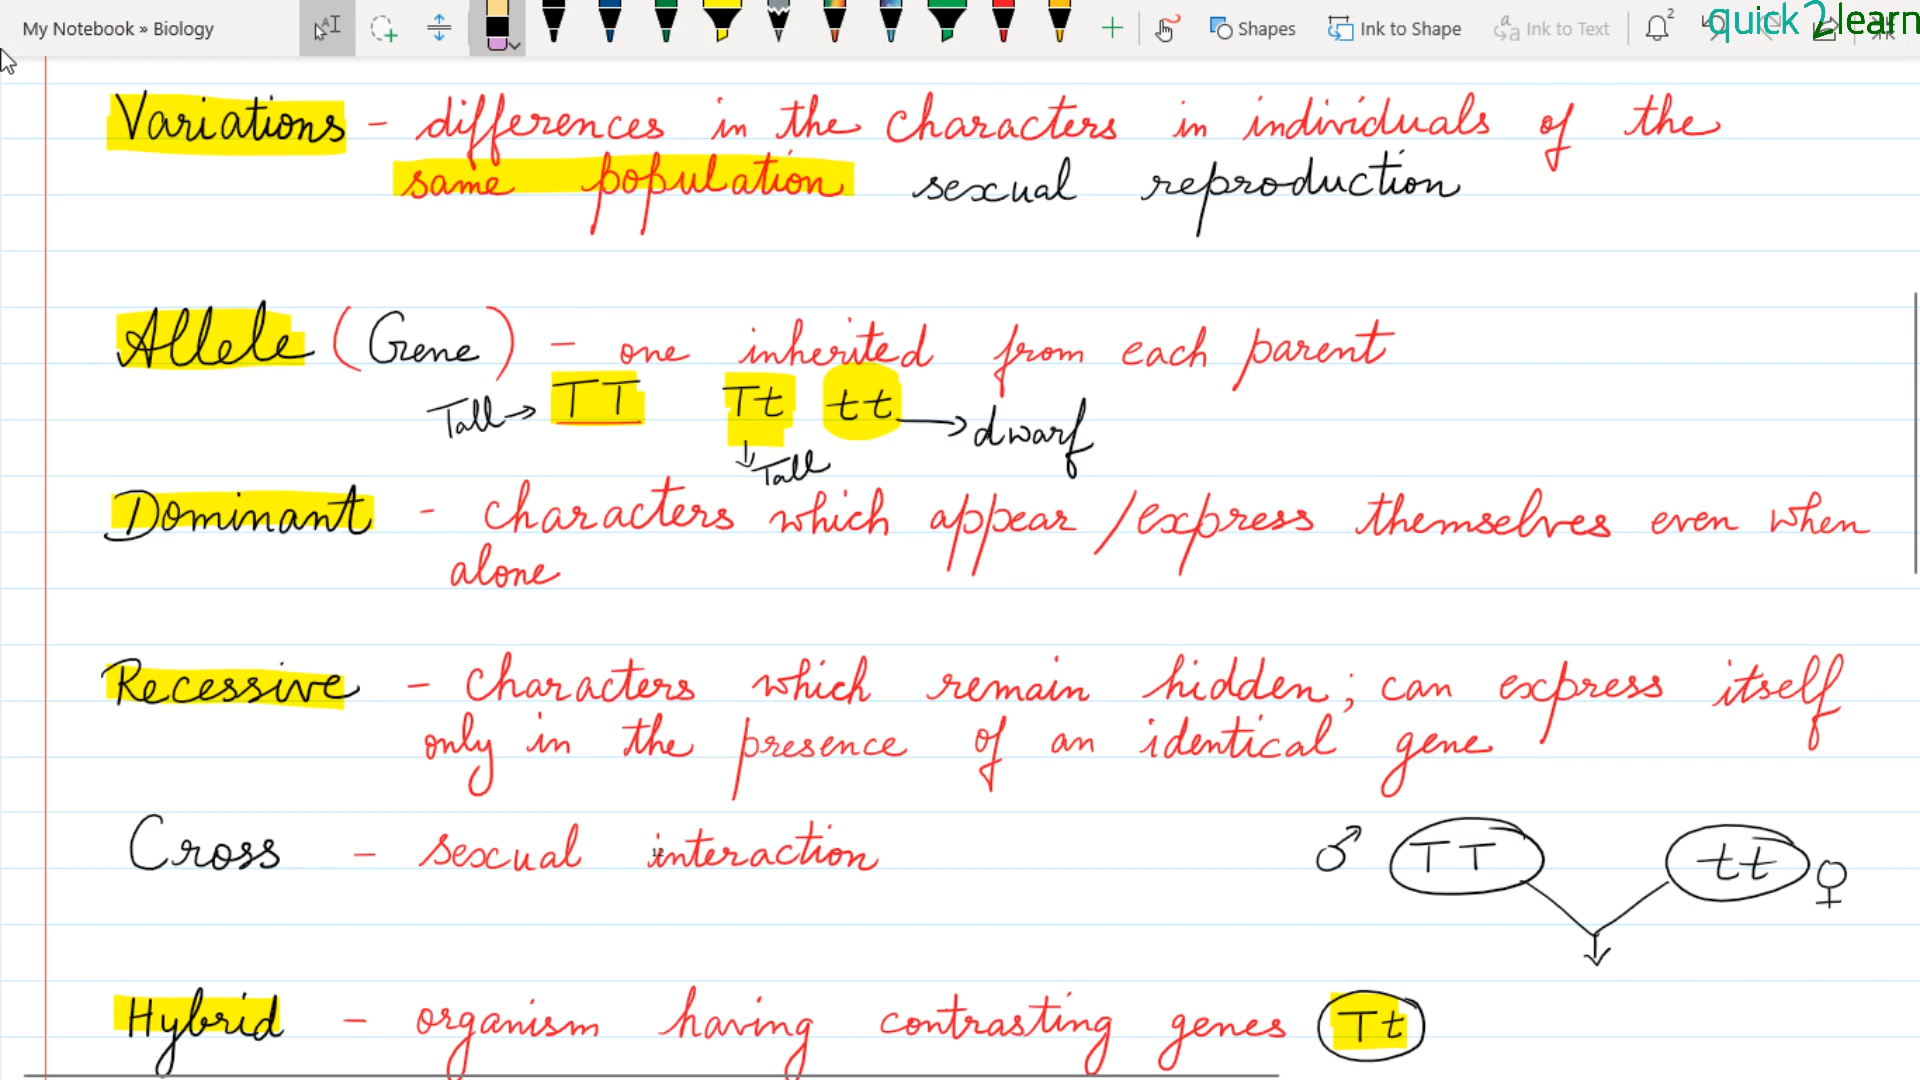 My Notebook » Biology
Shapes
Ink to Shape
Ink to Text
2
quick2learn
Variations - differences in the characters in individuals of the
same population sexual reproduction
Allele (Gene) - one inherited from each parent
Tall → TT Tt tt → dwarf
↓ Tall
Dominant - characters which appear / express themselves even when
alone
Recessive - characters which remain hidden; can express itself
only in the presence of an identical gene
Cross - sexual interaction ♂ TT tt ♀
Hybrid - organism having contrasting genes Tt